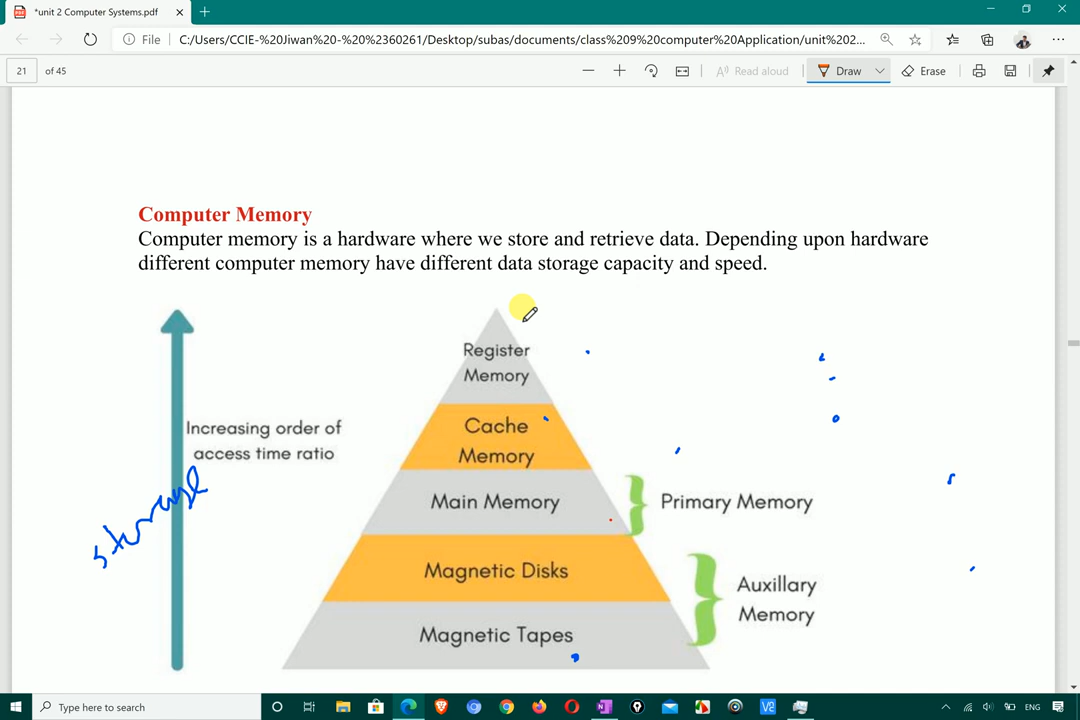 *unit 2 Computer Systems.pdf
File
C:/Users/CCIE-%20Jiwan%20-%20%2360261/Desktop/subas/documents/class%209%20computer%20Application/unit%202...
21 of 45
Read aloud
Draw
Erase
Computer Memory
Computer memory is a hardware where we store and retrieve data. Depending upon hardware
different computer memory have different data storage capacity and speed.
Register
Memory
Increasing order of
access time ratio
Cache
Memory
storage
Main Memory
Primary Memory
Magnetic Disks
Auxillary
Memory
Magnetic Tapes
Type here to search
ENG